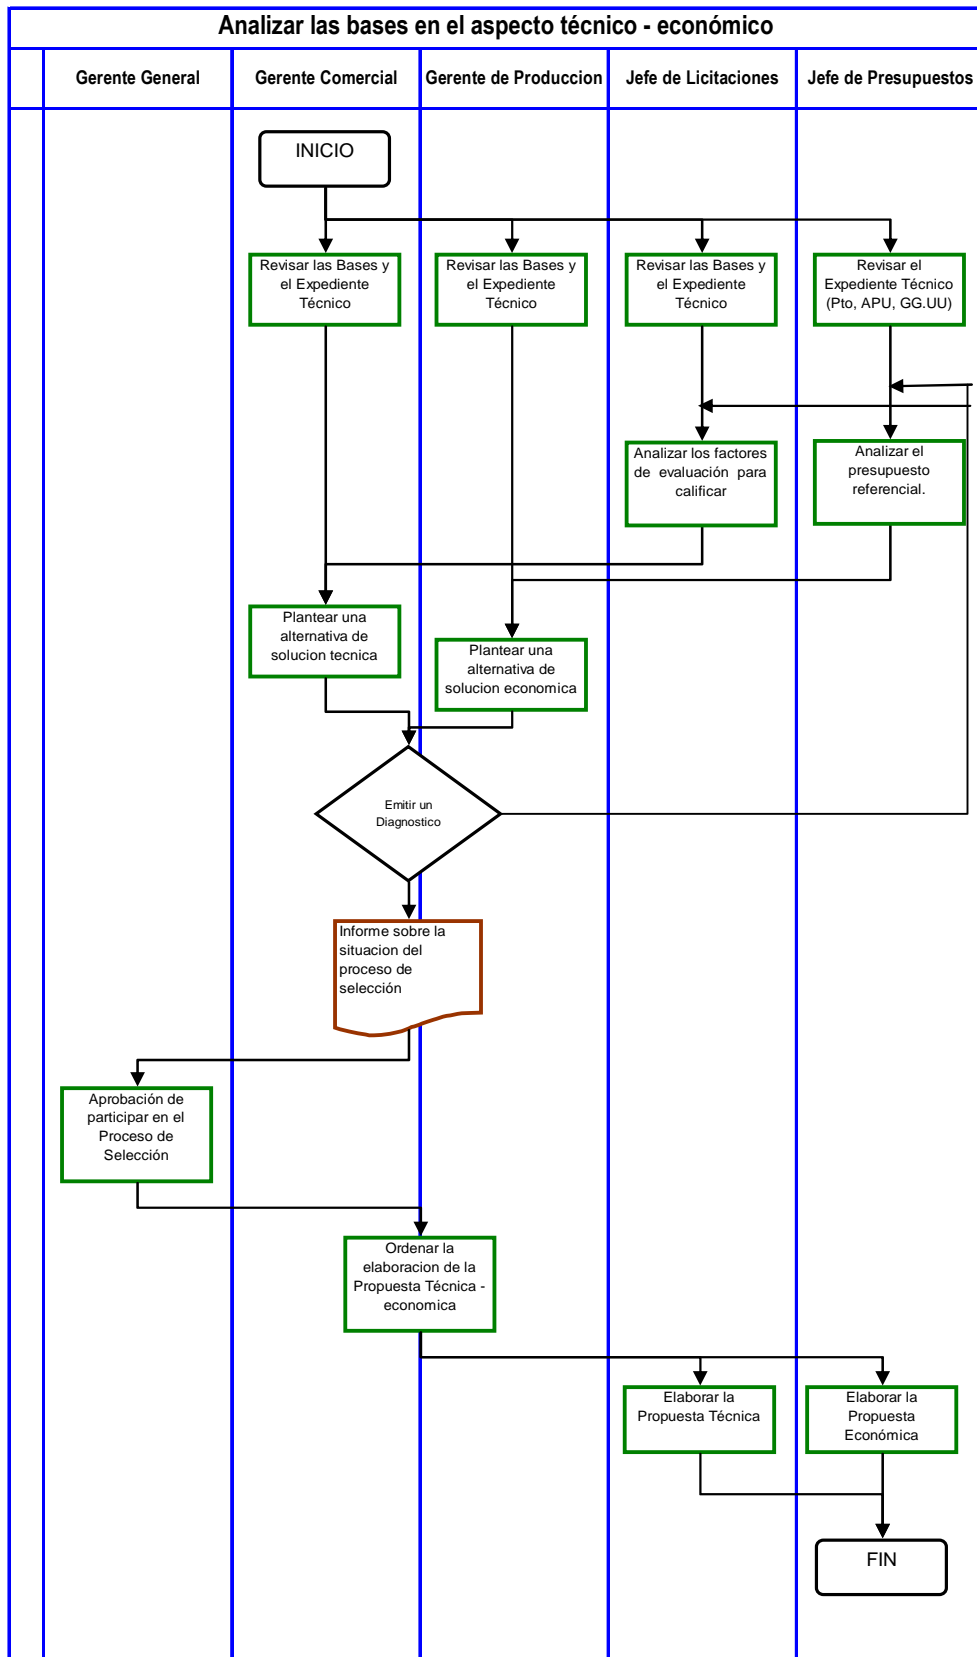 Analizar las bases en el aspecto técnico - económico
Gerente General
Gerente Comercial
Gerente de Produccion
Jefe de Licitaciones
Jefe de Presupuestos
INICIO
Revisar las Bases y
el Expediente
Técnico
Revisar las Bases y
el Expediente
Técnico
Revisar las Bases y
el Expediente
Técnico
Revisar el
Expediente Técnico
(Pto, APU, GG.UU)
Analizar los factores
de evaluación para
calificar
Analizar el
presupuesto
referencial.
Plantear una
alternativa de
solucion tecnica
Plantear una
alternativa de
solucion economica
Emitir un
Diagnostico
Informe sobre la
situacion del
proceso de
selección
Aprobación de
participar en el
Proceso de
Selección
Ordenar la
elaboracion de la
Propuesta Técnica -
economica
Elaborar la
Propuesta Técnica
Elaborar la
Propuesta
Económica
FIN